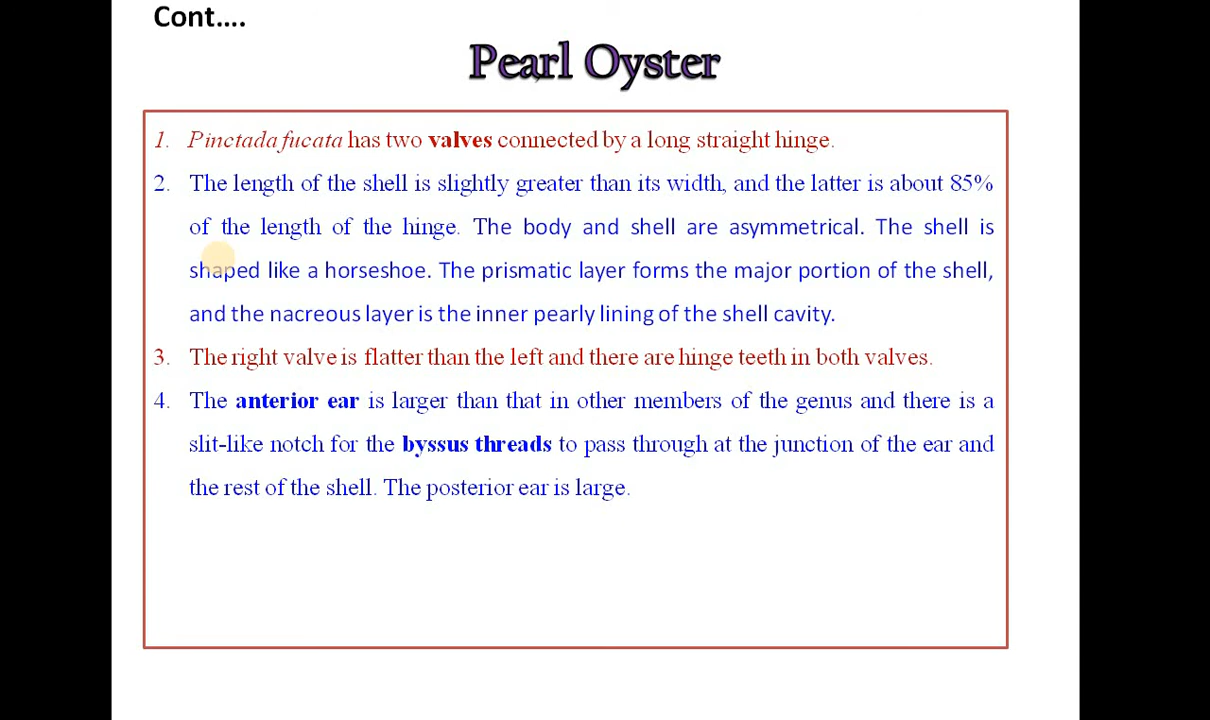 Cont....
Pearl Oyster
1. Pinctada fucata has two valves connected by a long straight hinge.
2. The length of the shell is slightly greater than its width, and the latter is about 85%
of the length of the hinge. The body and shell are asymmetrical. The shell is
shaped like a horseshoe. The prismatic layer forms the major portion of the shell,
and the nacreous layer is the inner pearly lining of the shell cavity.
3. The right valve is flatter than the left and there are hinge teeth in both valves.
4. The anterior ear is larger than that in other members of the genus and there is a
slit-like notch for the byssus threads to pass through at the junction of the ear and
the rest of the shell. The posterior ear is large.